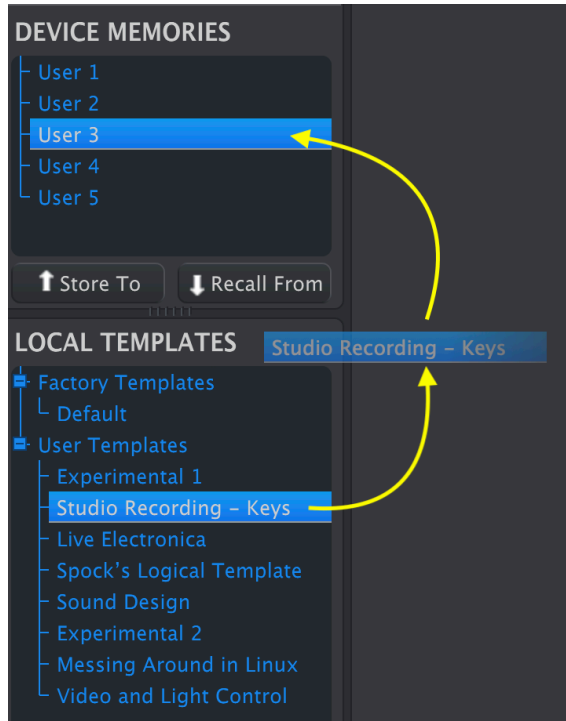 DEVICE MEMORIES
User 1
User 2
User 3
User 4
User 5
Store To
Recall From
LOCAL TEMPLATES
Studio Recording – Keys
Factory Templates
Default
User Templates
Experimental 1
Studio Recording – Keys
Live Electronica
Spock's Logical Template
Sound Design
Experimental 2
Messing Around in Linux
Video and Light Control